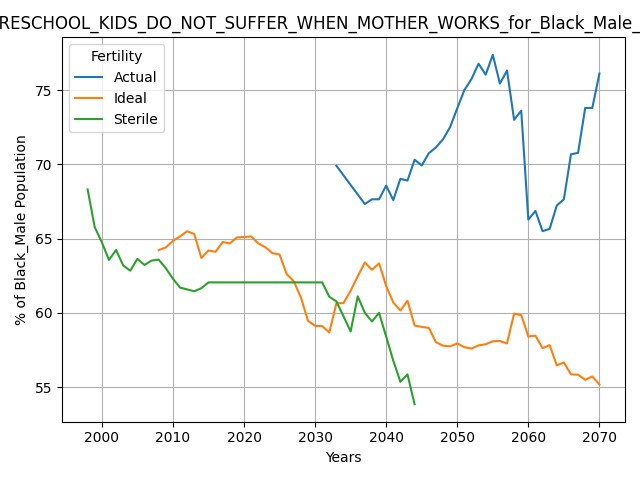 RESCHOOL_KIDS_DO_NOT_SUFFER_WHEN_MOTHER_WORKS_for_Black_Male_
Fertility
Actual
Ideal
Sterile
% of Black_Male Population
75
70
65
60
55
2000 2010 2020 2030 2040 2050 2060 2070
Years